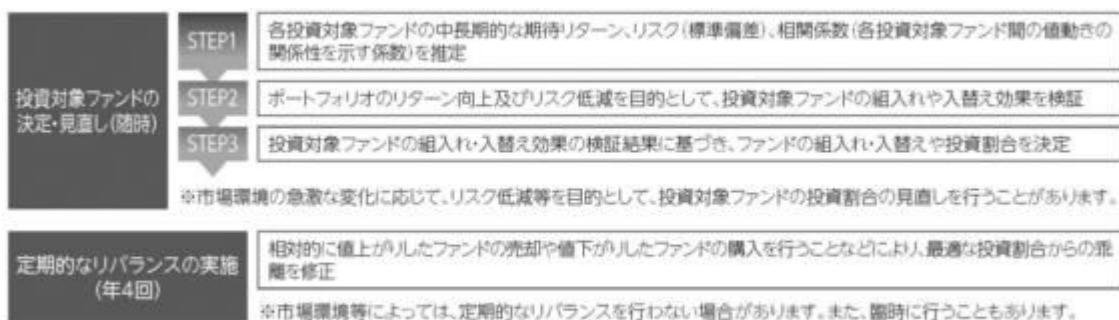 投資対象ファンドの
決定・見直し(随時)
STEP1
各投資対象ファンドの中長期的な期待リターン、リスク(標準偏差)、相関係数(各投資対象ファンド間の値動きの
関係性を示す係数)を推定
STEP2
ポートフォリオのリターン向上及びリスク低減を目的として、投資対象ファンドの組入れや入替え効果を検証
STEP3
投資対象ファンドの組入れ・入替え効果の検証結果に基づき、ファンドの組入れ・入替えや投資割合を決定
※市場環境の急激な変化に応じて、リスク低減等を目的として、投資対象ファンドの投資割合の見直しを行うことがあります。
定期的なリバランスの実施
(年4回)
相対的に値上がりしたファンドの売却や値下がりしたファンドの購入を行うことなどにより、最適な投資割合からの乖
離を修正
※市場環境等によっては、定期的なリバランスを行わない場合があります。また、臨時に行うこともあります。